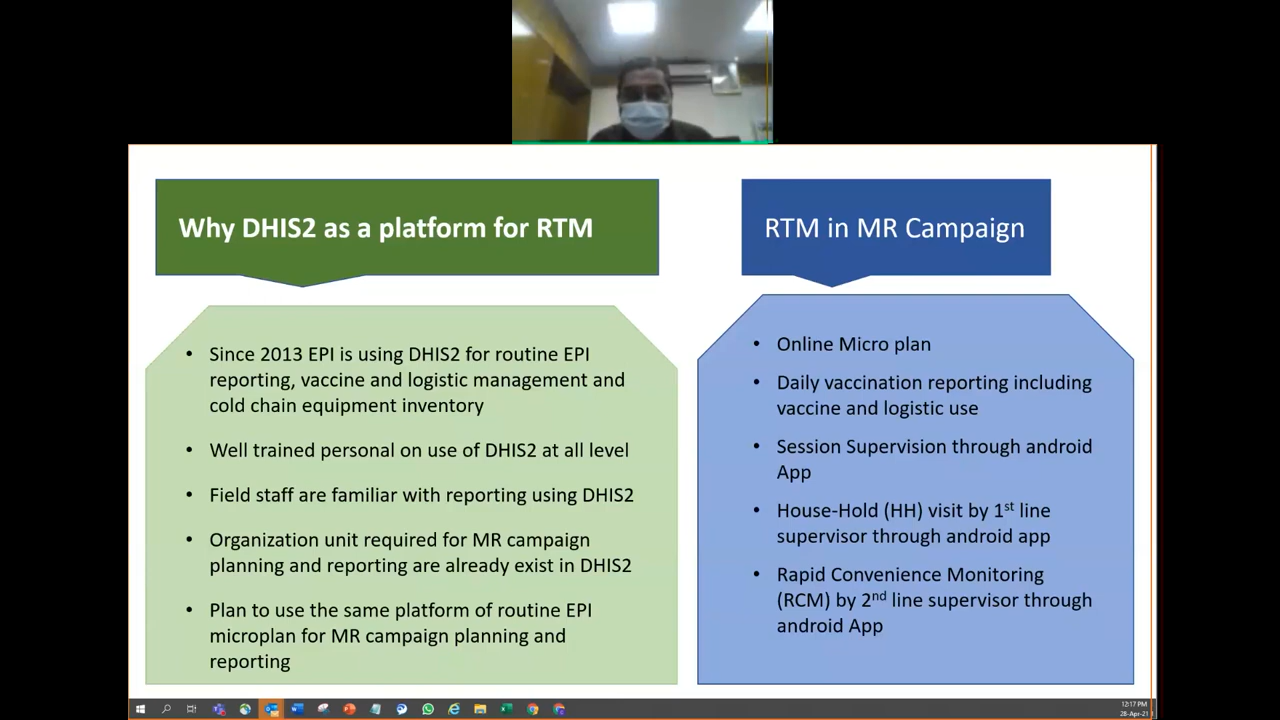 Why DHIS2 as a platform for RTM
• Since 2013 EPI is using DHIS2 for routine EPI
reporting, vaccine and logistic management and
cold chain equipment inventory
• Well trained personal on use of DHIS2 at all level
• Field staff are familiar with reporting using DHIS2
• Organization unit required for MR campaign
planning and reporting are already exist in DHIS2
• Plan to use the same platform of routine EPI
microplan for MR campaign planning and
reporting
RTM in MR Campaign
• Online Micro plan
• Daily vaccination reporting including
vaccine and logistic use
• Session Supervision through android
App
• House-Hold (HH) visit by 1st line
supervisor through android app
• Rapid Convenience Monitoring
(RCM) by 2nd line supervisor through
android App
12:17 PM
28-Apr-21